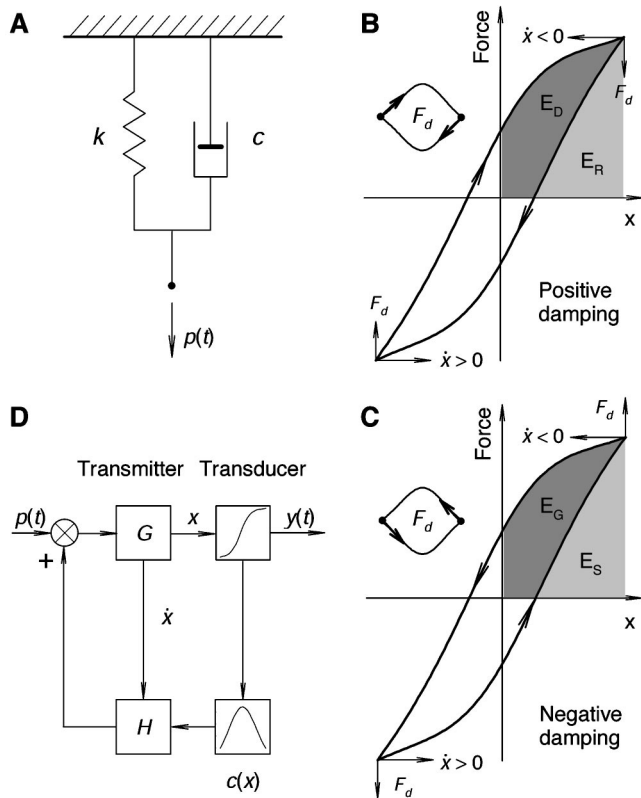 A
k
c
p(t)
B
Force
ẋ < 0
F_d
F_d
E_D
E_R
x
F_d
ẋ > 0
Positive
damping
D
Transmitter Transducer
p(t)
G
x
y(t)
+
ẋ
H
c(x)
C
Force
F_d
ẋ < 0
F_d
E_G
E_S
x
ẋ > 0
F_d
Negative
damping